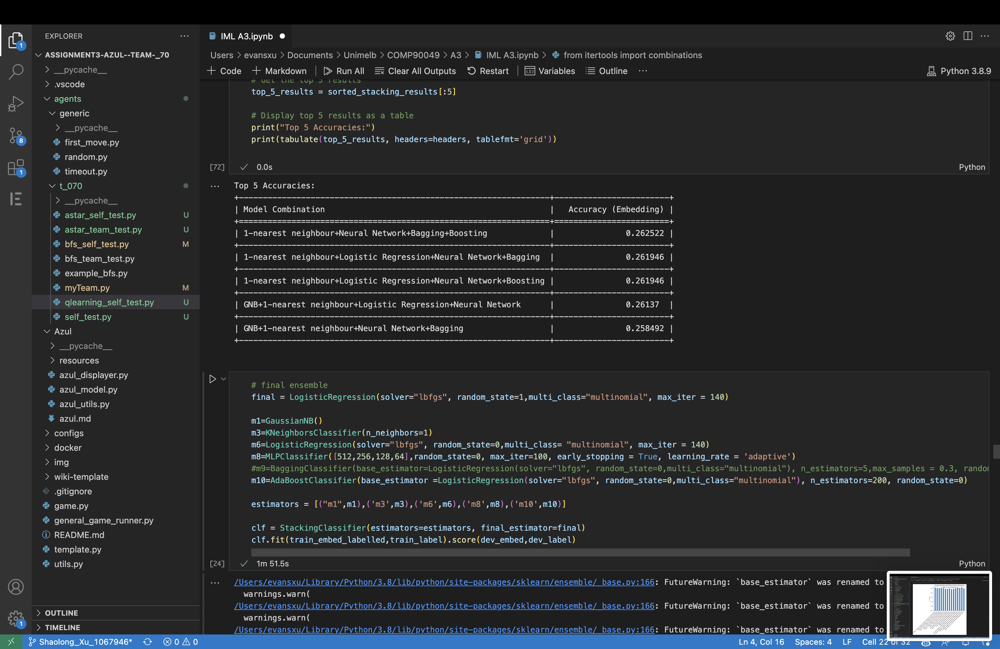 EXPLORER
ASSIGNMENT3-AZUL--TEAM-_70
__pycache__
.vscode
agents
generic
__pycache__
first_move.py
random.py
timeout.py
t_070
__pycache__
astar_self_test.py U
astar_team_test.py U
bfs_self_test.py M
bfs_team_test.py
example_bfs.py
myTeam.py M
qlearning_self_test.py U
self_test.py U
Azul
__pycache__
resources
azul_displayer.py
azul_model.py
azul_utils.py
azul.md
configs
docker
img
wiki-template
.gitignore
game.py
general_game_runner.py
README.md
template.py
utils.py
OUTLINE
TIMELINE
1
8
1
1
IML A3.ipynb
Users > evansxu > Documents > Unimelb > COMP90049 > A3 > IML A3.ipynb > from itertools import combinations
+ Code + Markdown | Run All Clear All Outputs Restart | Variables Outline ... Python 3.8.9
# Get the top 5 results
top_5_results = sorted_stacking_results[:5]
# Display top 5 results as a table
print("Top 5 Accuracies:")
print(tabulate(top_5_results, headers=headers, tablefmt='grid'))
[72] 0.0s Python
Top 5 Accuracies:
| Model Combination | Accuracy (Embedding) |
| 1-nearest neighbour+Neural Network+Bagging+Boosting | 0.262522 |
| 1-nearest neighbour+Logistic Regression+Neural Network+Bagging | 0.261946 |
| 1-nearest neighbour+Logistic Regression+Neural Network+Boosting | 0.261946 |
| GNB+1-nearest neighbour+Logistic Regression+Neural Network | 0.26137 |
| GNB+1-nearest neighbour+Neural Network+Bagging | 0.258492 |
# final ensemble
final = LogisticRegression(solver="lbfgs", random_state=1,multi_class="multinomial", max_iter = 140)
m1=GaussianNB()
m3=KNeighborsClassifier(n_neighbors=1)
m6=LogisticRegression(solver="lbfgs", random_state=0,multi_class= "multinomial", max_iter = 140)
m8=MLPClassifier([512,256,128,64],random_state=0, max_iter=100, early_stopping = True, learning_rate = 'adaptive')
#m9=BaggingClassifier(base_estimator=LogisticRegression(solver="lbfgs", random_state=0,multi_class="multinomial"), n_estimators=5,max_samples = 0.3, random
m10=AdaBoostClassifier(base_estimator =LogisticRegression(solver="lbfgs", random_state=0,multi_class="multinomial"), n_estimators=200, random_state=0)
estimators = [("m1",m1),('m3',m3),('m6',m6),('m8',m8),('m10',m10)]
clf = StackingClassifier(estimators=estimators, final_estimator=final)
clf.fit(train_embed_labelled,train_label).score(dev_embed,dev_label)
[24] 1m 51.5s Python
/Users/evansxu/Library/Python/3.8/lib/python/site-packages/sklearn/ensemble/_base.py:166: FutureWarning: `base_estimator` was renamed to
warnings.warn(
/Users/evansxu/Library/Python/3.8/lib/python/site-packages/sklearn/ensemble/_base.py:166: FutureWarning: `base_estimator` was renamed to
warnings.warn(
/Users/evansxu/Library/Python/3.8/lib/python/site-packages/sklearn/ensemble/_base.py:166: FutureWarning: `base_estimator` was renamed to
Shaolong_Xu_1067946* 0 0 Ln 4, Col 16 Spaces: 4 LF Cell 22 of 32